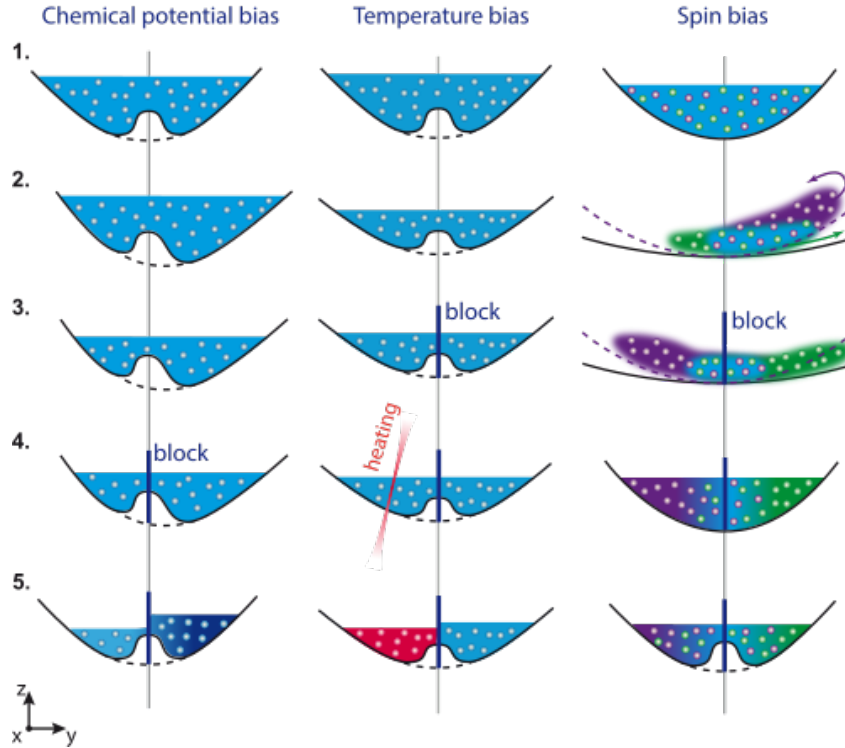 Chemical potential bias Temperature bias Spin bias
1.
2.
3.
block
block
4.
block
heating
5.
z
x y